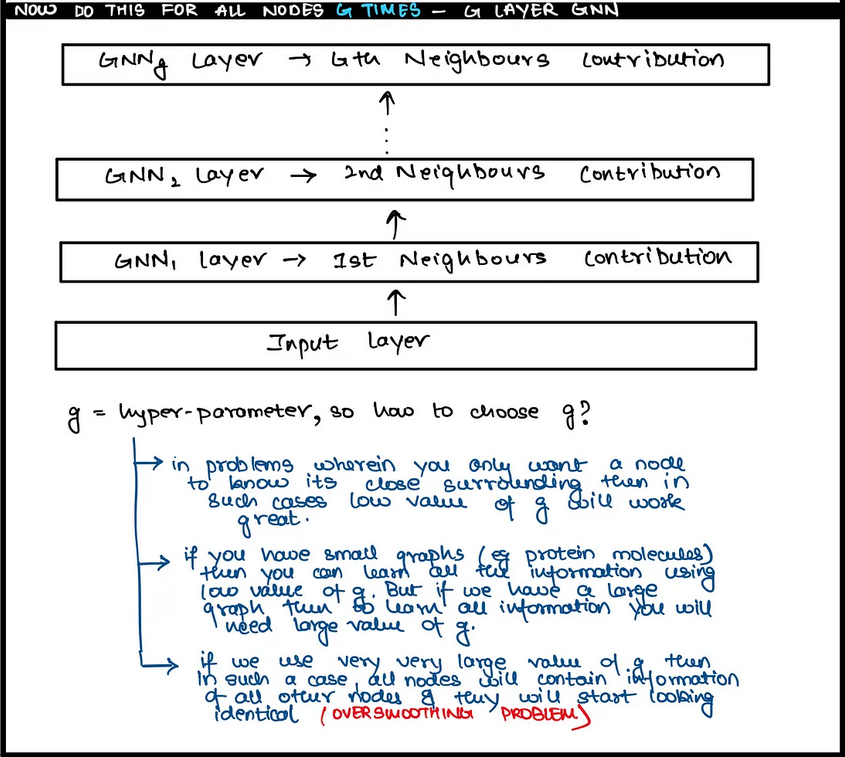 NOW DO THIS FOR ALL NODES G TIMES — G LAYER GNN
GNNg Layer → Gth Neighbours Contribution
GNN₂ Layer → 2nd Neighbours Contribution
GNN₁ layer → 1st Neighbours Contribution
Input Layer
g = hyper-parameter, so how to choose g?
→ in problems wherein you only want a node
to know its close surrounding then in
such cases low value of g will work
great.
→ if you have small graphs (eg protein molecules)
then you can learn all the information using
low value of g. But if we have a large
graph then to learn all information you will
need large value of g.
→ if we use very very large value of g then
in such a case, all nodes will contain information
of all other nodes & they will start looking
identical (OVERSMOOTHING PROBLEM)